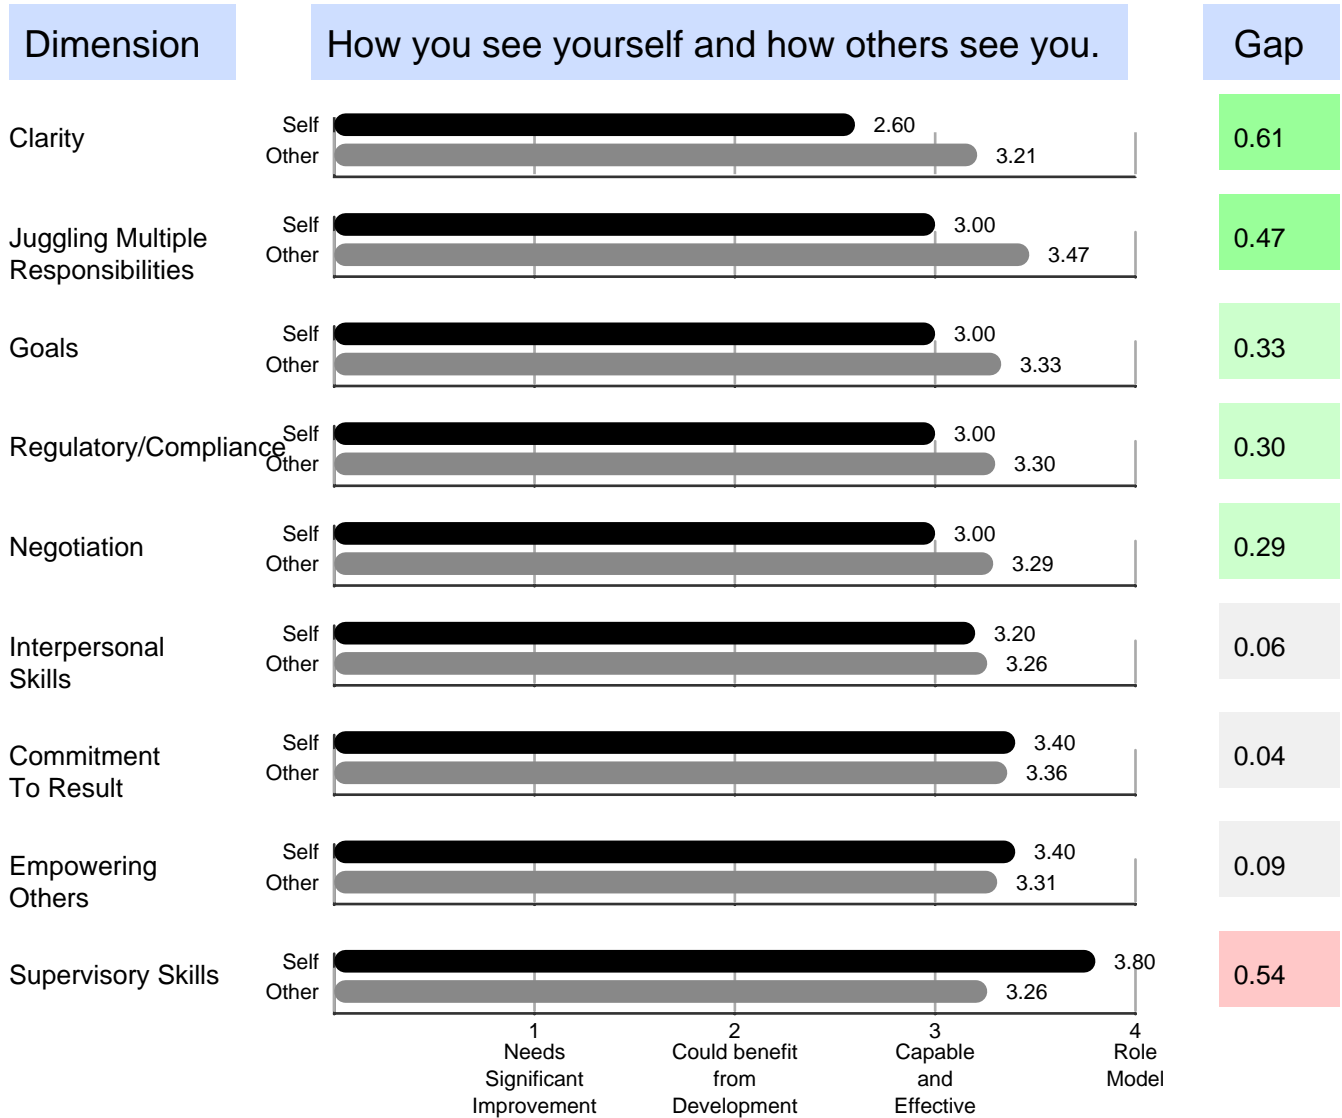 Dimension
How you see yourself and how others see you.
Gap
Clarity
Self
2.60
Other
3.21
0.61
Juggling Multiple
Responsibilities
Self
3.00
Other
3.47
0.47
Goals
Self
3.00
Other
3.33
0.33
Regulatory/Compliance
Self
3.00
Other
3.30
0.30
Negotiation
Self
3.00
Other
3.29
0.29
Interpersonal
Skills
Self
3.20
Other
3.26
0.06
Commitment
To Result
Self
3.40
Other
3.36
0.04
Empowering
Others
Self
3.40
Other
3.31
0.09
Supervisory Skills
Self
3.80
Other
3.26
0.54
1
Needs
Significant
Improvement
2
Could benefit
from
Development
3
Capable
and
Effective
4
Role
Model